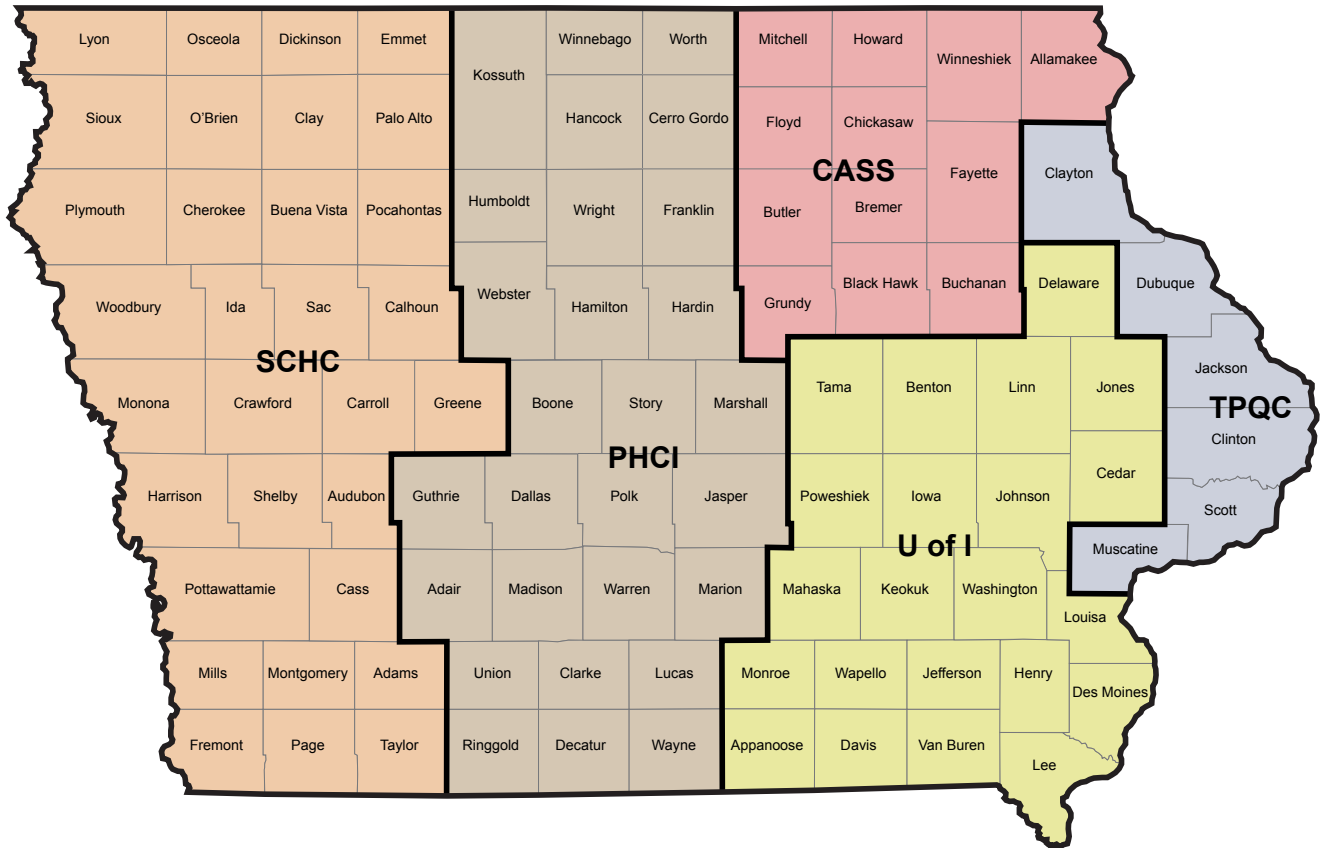 Lyon
Osceola
Dickinson
Emmet
Kossuth
Winnebago
Worth
Mitchell
Howard
Winneshiek
Allamakee
Sioux
O'Brien
Clay
Palo Alto
Hancock
Cerro Gordo
Floyd
Chickasaw
CASS
Fayette
Clayton
Plymouth
Cherokee
Buena Vista
Pocahontas
Humboldt
Wright
Franklin
Butler
Bremer
Woodbury
Ida
Sac
Calhoun
Webster
Hamilton
Hardin
Grundy
Black Hawk
Buchanan
Delaware
Dubuque
SCHC
Monona
Crawford
Carroll
Greene
Boone
Story
Marshall
Tama
Benton
Linn
Jones
Jackson
TPQC
Clinton
PHCI
Harrison
Shelby
Audubon
Guthrie
Dallas
Polk
Jasper
Poweshiek
Iowa
Johnson
Cedar
Scott
U of I
Muscatine
Pottawattamie
Cass
Adair
Madison
Warren
Marion
Mahaska
Keokuk
Washington
Louisa
Mills
Montgomery
Adams
Union
Clarke
Lucas
Monroe
Wapello
Jefferson
Henry
Des Moines
Fremont
Page
Taylor
Ringgold
Decatur
Wayne
Appanoose
Davis
Van Buren
Lee